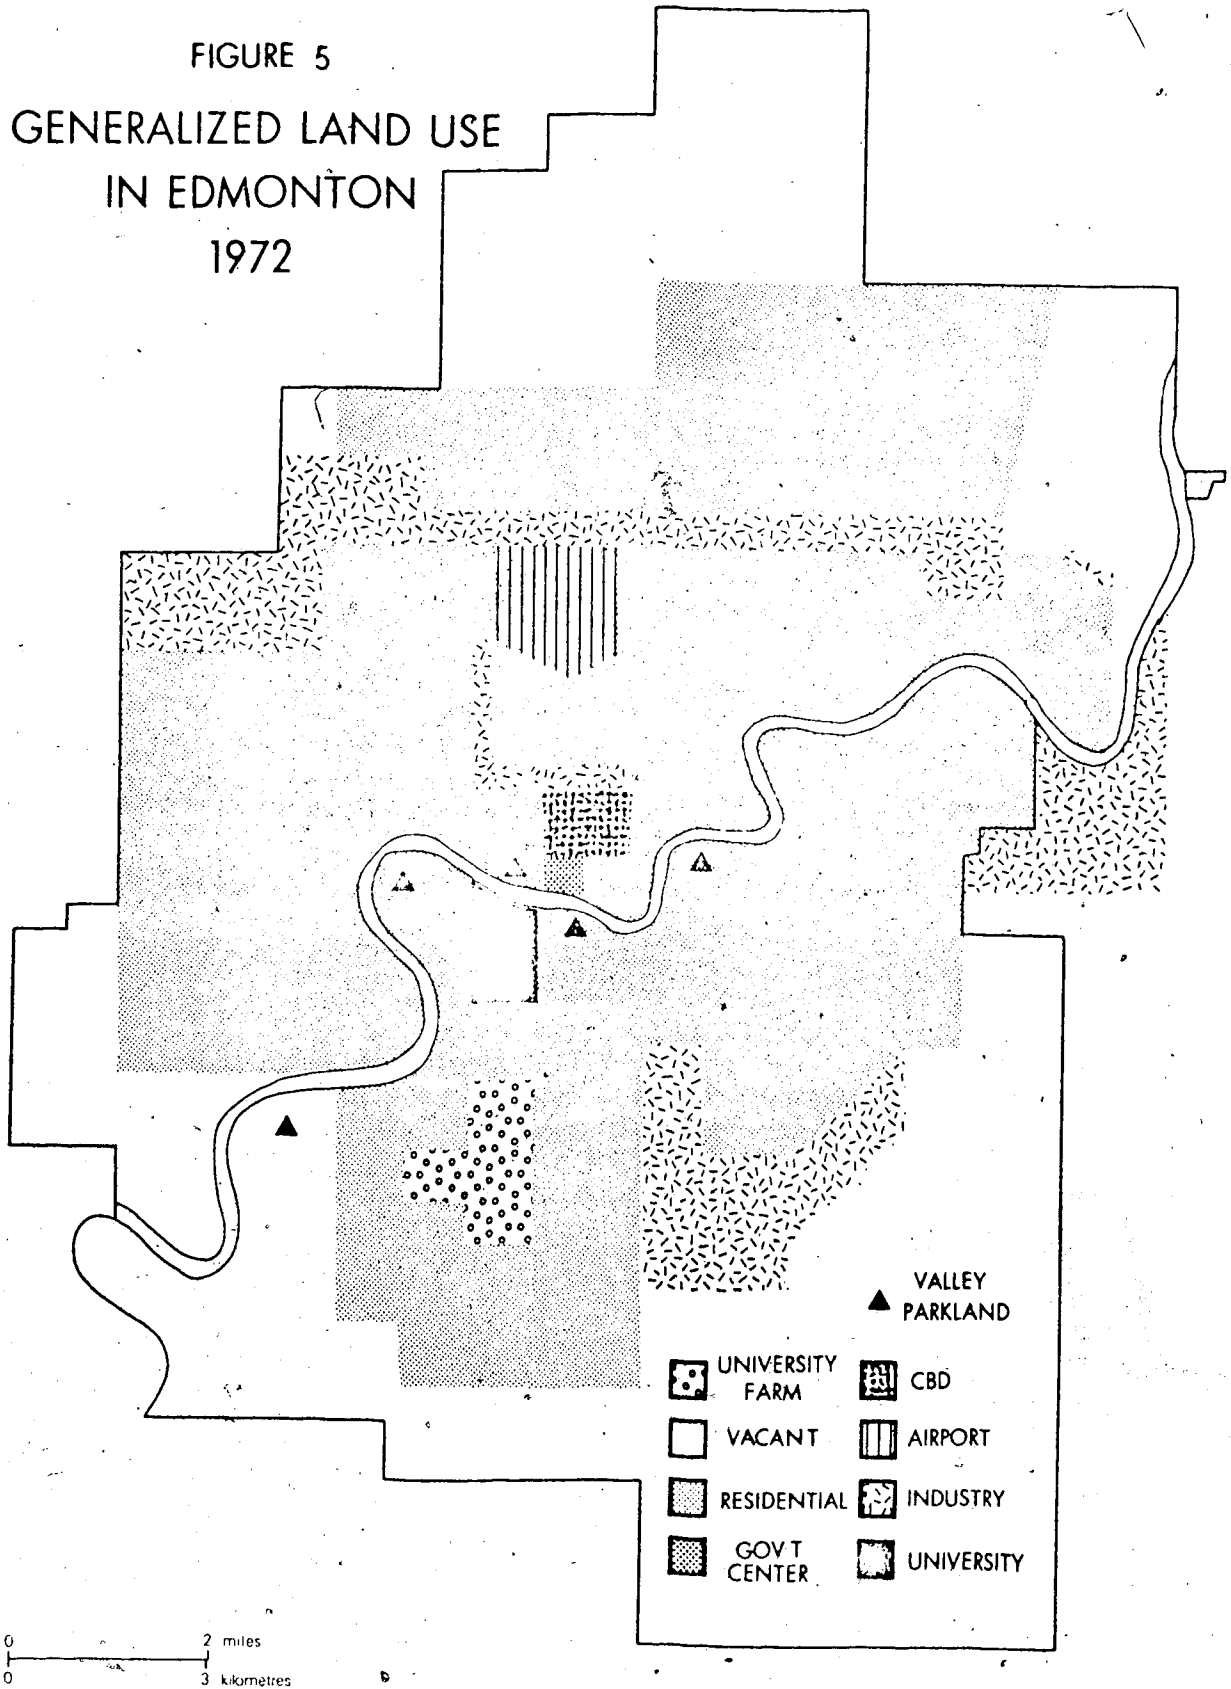 FIGURE 5
GENERALIZED LAND USE
IN EDMONTON
1972
VALLEY
PARKLAND
UNIVERSITY
FARM
CBD
VACANT
AIRPORT
RESIDENTIAL
INDUSTRY
GOV T
CENTER
UNIVERSITY
0 2 miles
0 3 kilometres